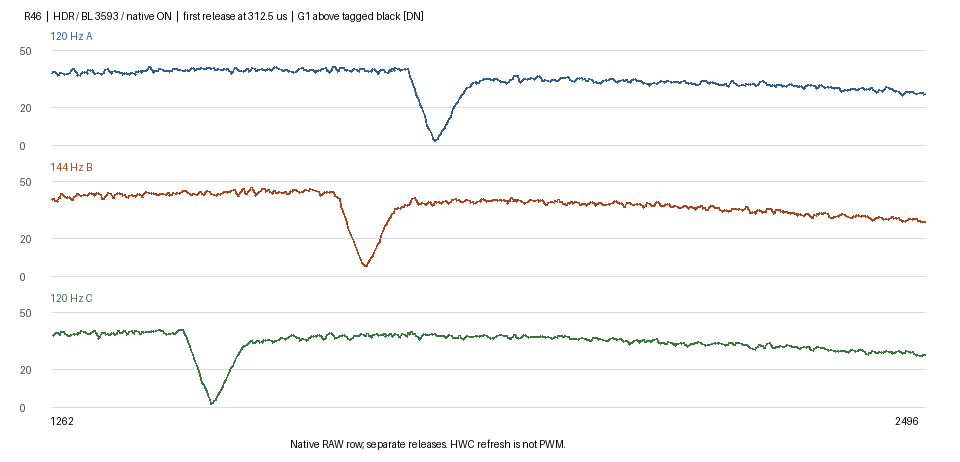 R46 | HDR / BL 3593 / native ON | first release at 312.5 us | G1 above tagged black [DN]
120 Hz A
50
20
0
144 Hz B
50
20
0
120 Hz C
50
20
0
1262 2496
Native RAW row; separate releases. HWC refresh is not PWM.